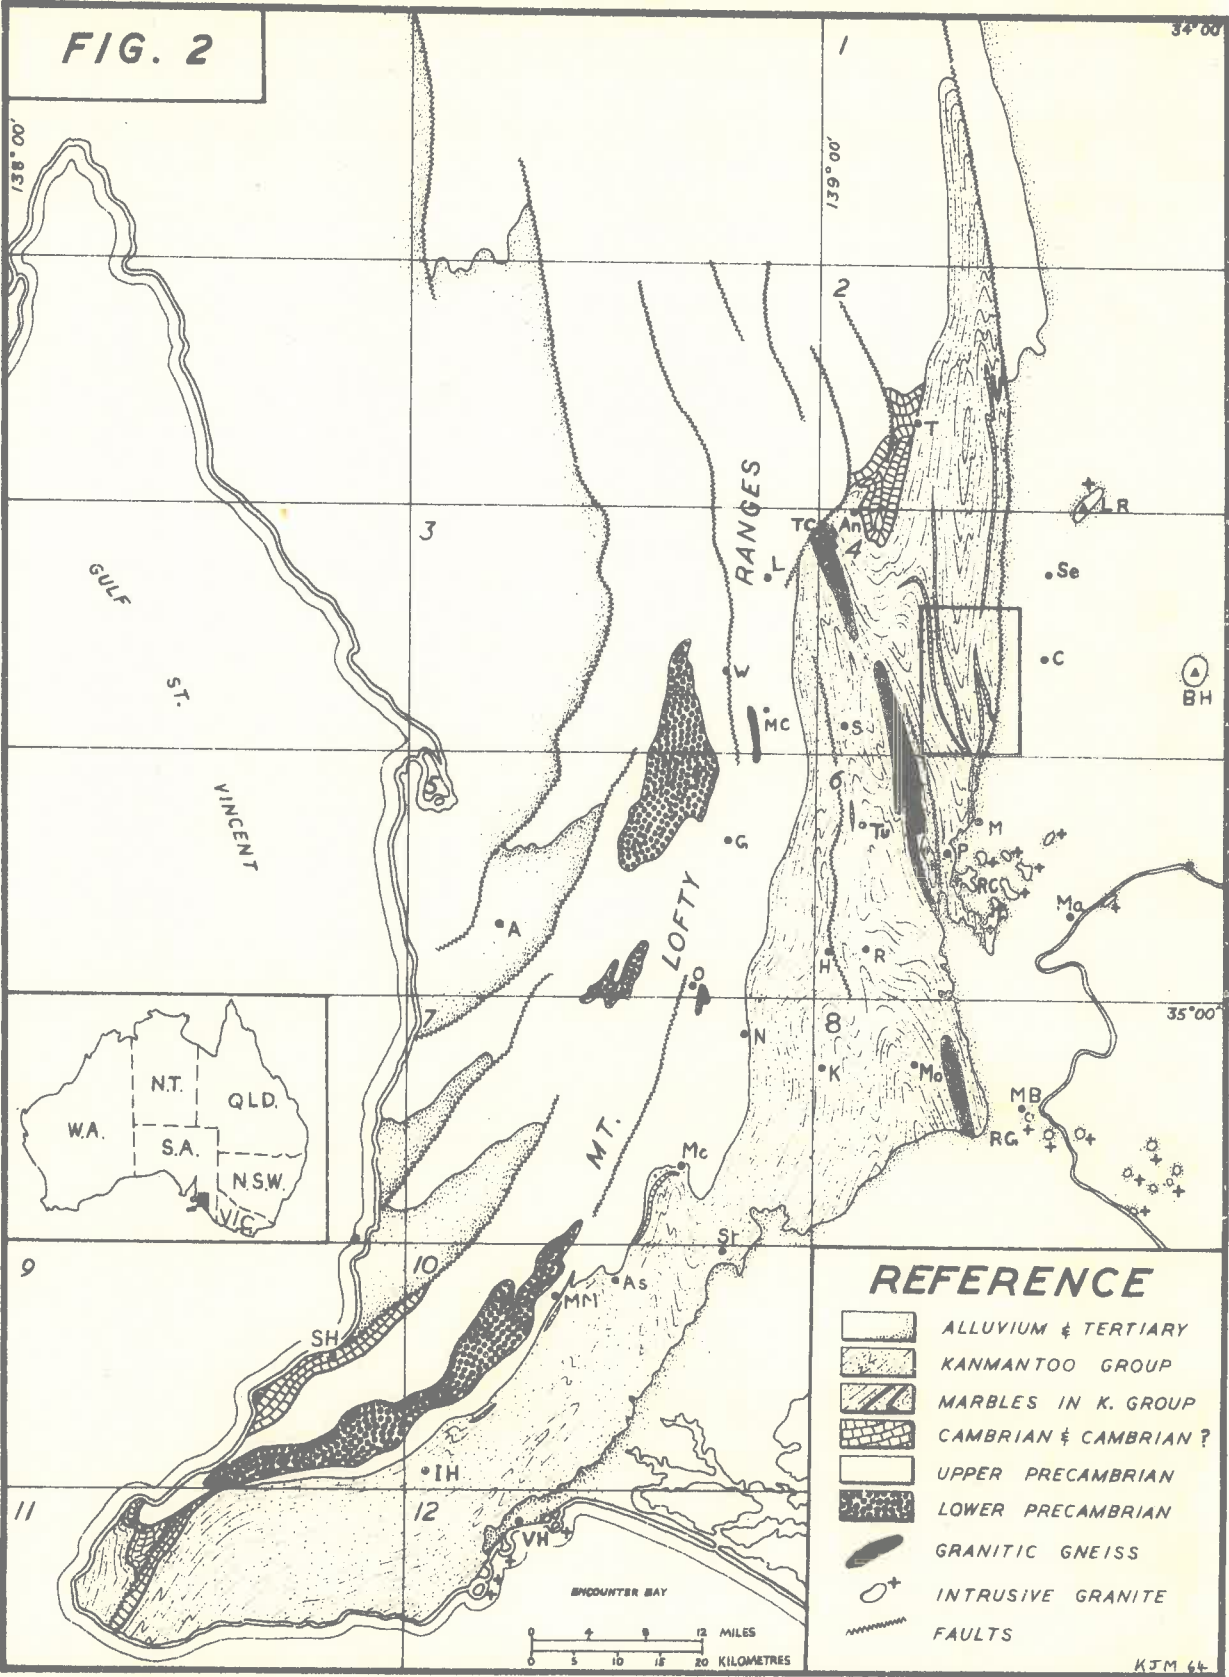 FIG. 2
34°00'
138° 00'
139° 00'
1
2
3
4
6
7
8
9
10
11
12
GULF
ST.
VINCENT
RANGES
LOFTY
MT.
T
TC
An
L
LR
Se
C
BH
W
MC
S
Tu
M
P
RC
Ma
G
A
O
H
R
N
K
Mo
MB
RG
35°00'
Mc
Sr
As
MM
SH
IH
VH
ENCOUNTER BAY
W.A.
N.T.
QLD.
S.A.
N.S.W.
VIC
REFERENCE
ALLUVIUM & TERTIARY
KANMANTOO GROUP
MARBLES IN K. GROUP
CAMBRIAN & CAMBRIAN ?
UPPER PRECAMBRIAN
LOWER PRECAMBRIAN
GRANITIC GNEISS
INTRUSIVE GRANITE
FAULTS
0 4 8 12 MILES
0 5 10 15 20 KILOMETRES
KJM 64